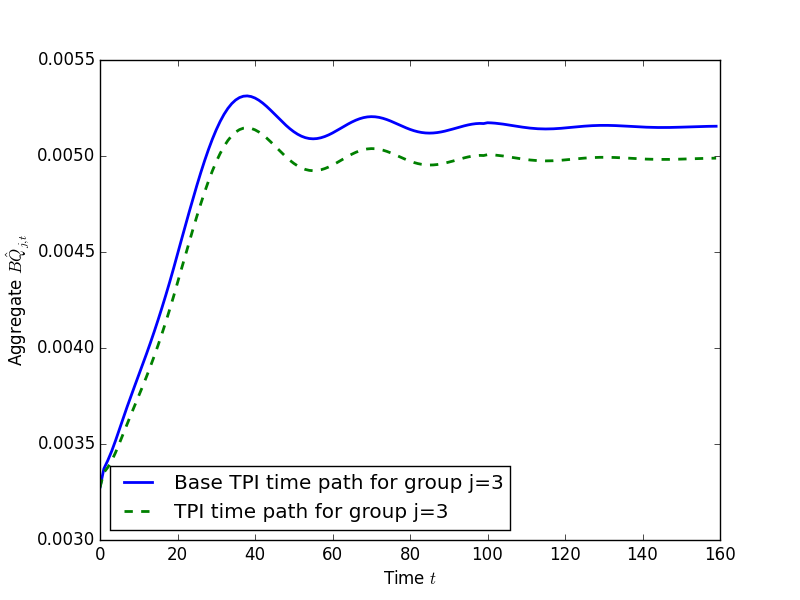 0.0055
0.0050
0.0045
0.0040
0.0035
0.0030
Aggregate $\hat{BQ}_{j,t}$
Base TPI time path for group j=3
TPI time path for group j=3
0 20 40 60 80 100 120 140 160
Time $t$